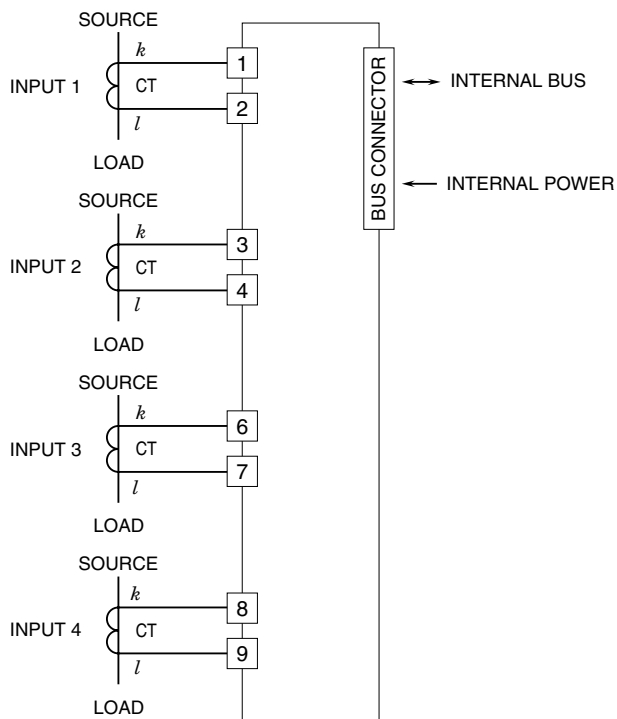 SOURCE
k
INPUT 1
CT
1
2
l
LOAD
BUS CONNECTOR
INTERNAL BUS
INTERNAL POWER
SOURCE
k
INPUT 2
CT
3
4
l
LOAD
SOURCE
k
INPUT 3
CT
6
7
l
LOAD
SOURCE
k
INPUT 4
CT
8
9
l
LOAD